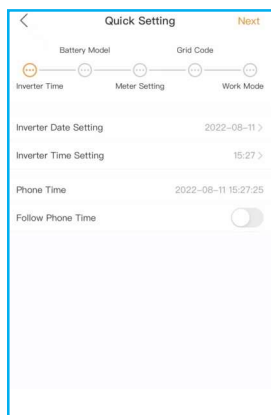 Quick Setting Next
Battery Model Grid Code
Inverter Time Meter Setting Work Mode
Inverter Date Setting 2022-08-11 >
Inverter Time Setting 15:27 >
Phone Time 2022-08-11 15:27:25
Follow Phone Time